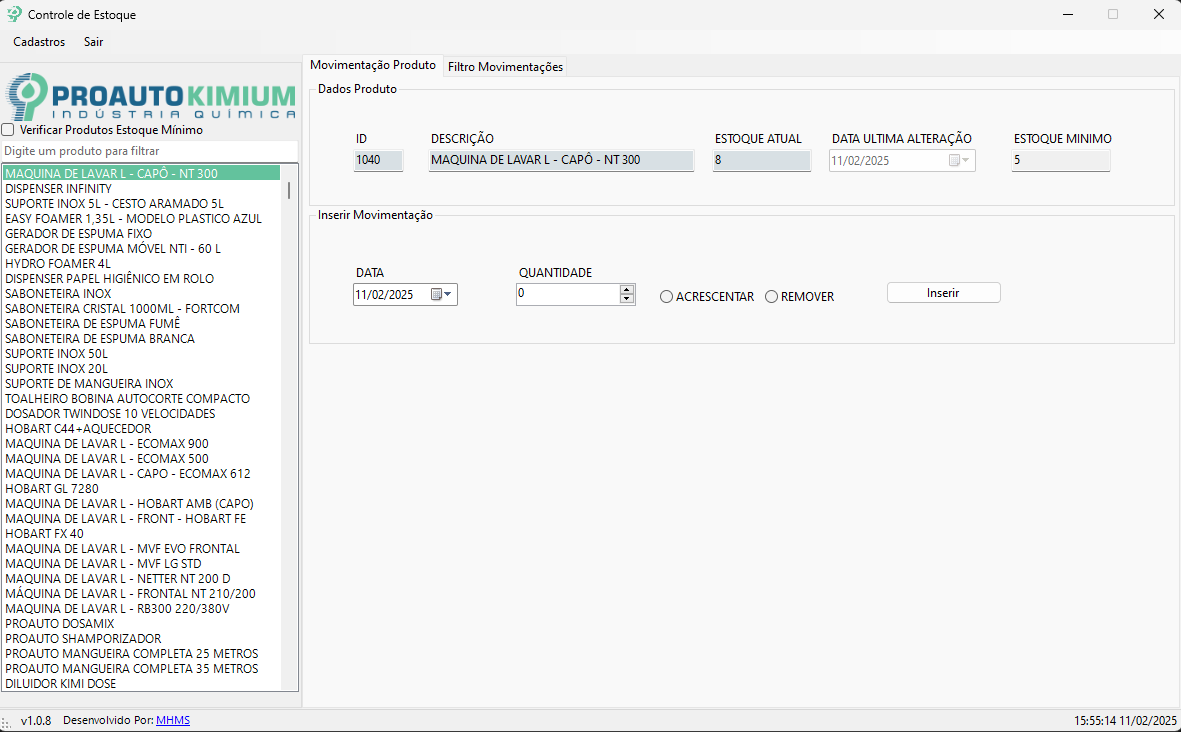 Controle de Estoque
Cadastros Sair
PROAUTO KIMIUM
INDÚSTRIA QUÍMICA
Verificar Produtos Estoque Mínimo
Digite um produto para filtrar
MAQUINA DE LAVAR L - CAPÔ - NT 300
DISPENSER INFINITY
SUPORTE INOX 5L - CESTO ARAMADO 5L
EASY FOAMER 1,35L - MODELO PLASTICO AZUL
GERADOR DE ESPUMA FIXO
GERADOR DE ESPUMA MÓVEL NTI - 60 L
HYDRO FOAMER 4L
DISPENSER PAPEL HIGIÊNICO EM ROLO
SABONETEIRA INOX
SABONETEIRA CRISTAL 1000ML - FORTCOM
SABONETEIRA DE ESPUMA FUMÊ
SABONETEIRA DE ESPUMA BRANCA
SUPORTE INOX 50L
SUPORTE INOX 20L
SUPORTE DE MANGUEIRA INOX
TOALHEIRO BOBINA AUTOCORTE COMPACTO
DOSADOR TWINDOSE 10 VELOCIDADES
HOBART C44+AQUECEDOR
MAQUINA DE LAVAR L - ECOMAX 900
MAQUINA DE LAVAR L - ECOMAX 500
MAQUINA DE LAVAR L - CAPO - ECOMAX 612
HOBART GL 7280
MAQUINA DE LAVAR L - HOBART AMB (CAPO)
MAQUINA DE LAVAR L - FRONT - HOBART FE
HOBART FX 40
MAQUINA DE LAVAR L - MVF EVO FRONTAL
MAQUINA DE LAVAR L - MVF LG STD
MAQUINA DE LAVAR L - NETTER NT 200 D
MÁQUINA DE LAVAR L - FRONTAL NT 210/200
MAQUINA DE LAVAR L - RB300 220/380V
PROAUTO DOSAMIX
PROAUTO SHAMPORIZADOR
PROAUTO MANGUEIRA COMPLETA 25 METROS
PROAUTO MANGUEIRA COMPLETA 35 METROS
DILUIDOR KIMI DOSE
Movimentação Produto Filtro Movimentações
Dados Produto
ID DESCRIÇÃO ESTOQUE ATUAL DATA ULTIMA ALTERAÇÃO ESTOQUE MINIMO
1040 MAQUINA DE LAVAR L - CAPÔ - NT 300 8 11/02/2025 5
Inserir Movimentação
DATA QUANTIDADE
11/02/2025 0 ACRESCENTAR REMOVER Inserir
v1.0.8 Desenvolvido Por: MHMS 15:55:14 11/02/2025